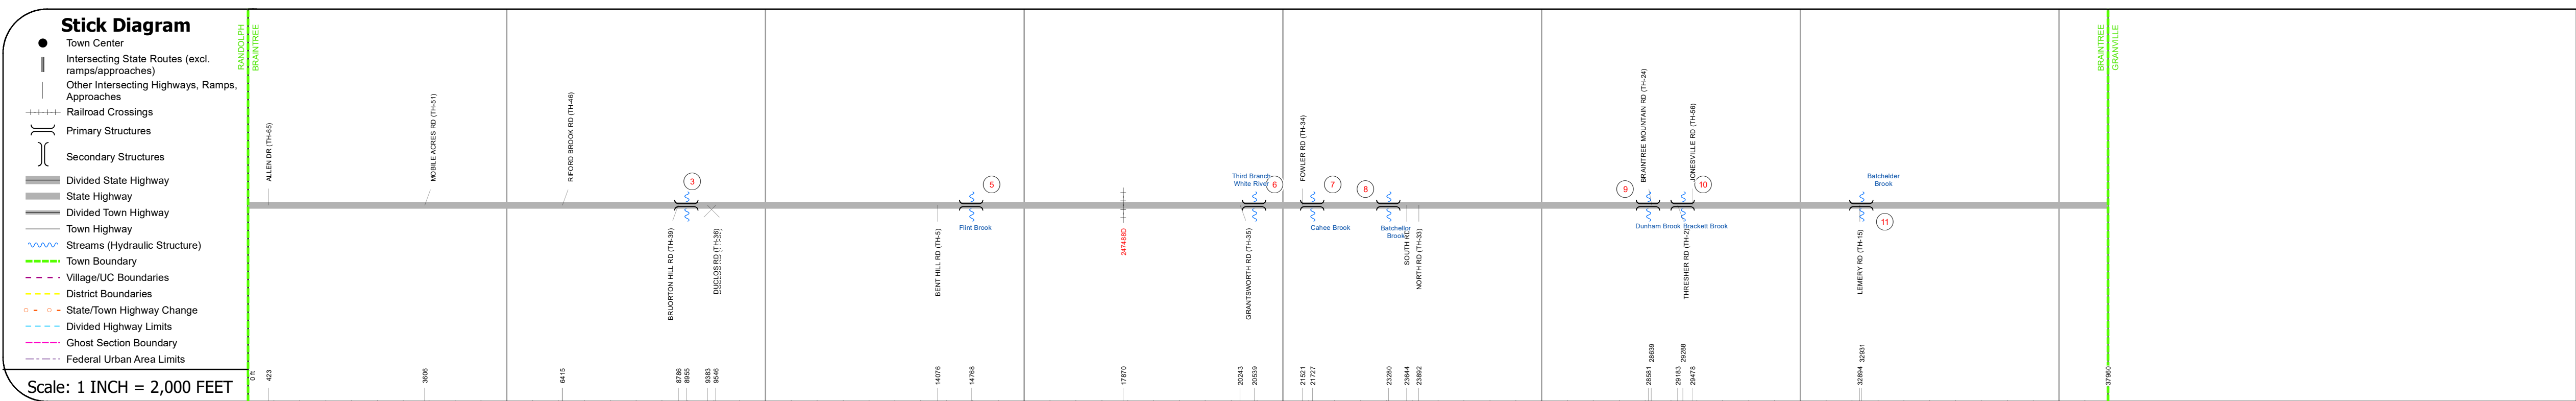 Stick Diagram
Town Center
Intersecting State Routes (excl.
ramps/approaches)
Other Intersecting Highways, Ramps,
Approaches
Railroad Crossings
Primary Structures
Secondary Structures
Divided State Highway
State Highway
Divided Town Highway
Town Highway
Streams (Hydraulic Structure)
Town Boundary
Village/UC Boundaries
District Boundaries
State/Town Highway Change
Divided Highway Limits
Ghost Section Boundary
Federal Urban Area Limits
Scale: 1 INCH = 2,000 FEET
RANDOLPH
BRAINTREE
ALLEN DR (TH-65)
MOBILE ACRES RD (TH-51)
RIFORD BROOK RD (TH-46)
3
BRUORTON HILL RD (TH-39)
DUCLOS RD (TH-36)
BENT HILL RD (TH-5)
5
Flint Brook
247488D
Third Branch
White River
6
GRANTSWORTH RD (TH-35)
FOWLER RD (TH-34)
7
Cahee Brook
8
Batchellor
Brook
SOUTH RD
NORTH RD (TH-33)
BRAINTREE MOUNTAIN RD (TH-24)
9
Dunham Brook
JONESVILLE RD (TH-56)
10
Brackett Brook
THRESHER RD (TH-2)
Batchelder
Brook
11
LEMERY RD (TH-15)
BRAINTREE
GRANVILLE
0 ft
423
3606
6415
8786
8955
9383
9546
14076
14768
17870
20243
20539
21521
21727
23280
23644
23892
28581
28639
29183
29288
29478
32894
32931
37960